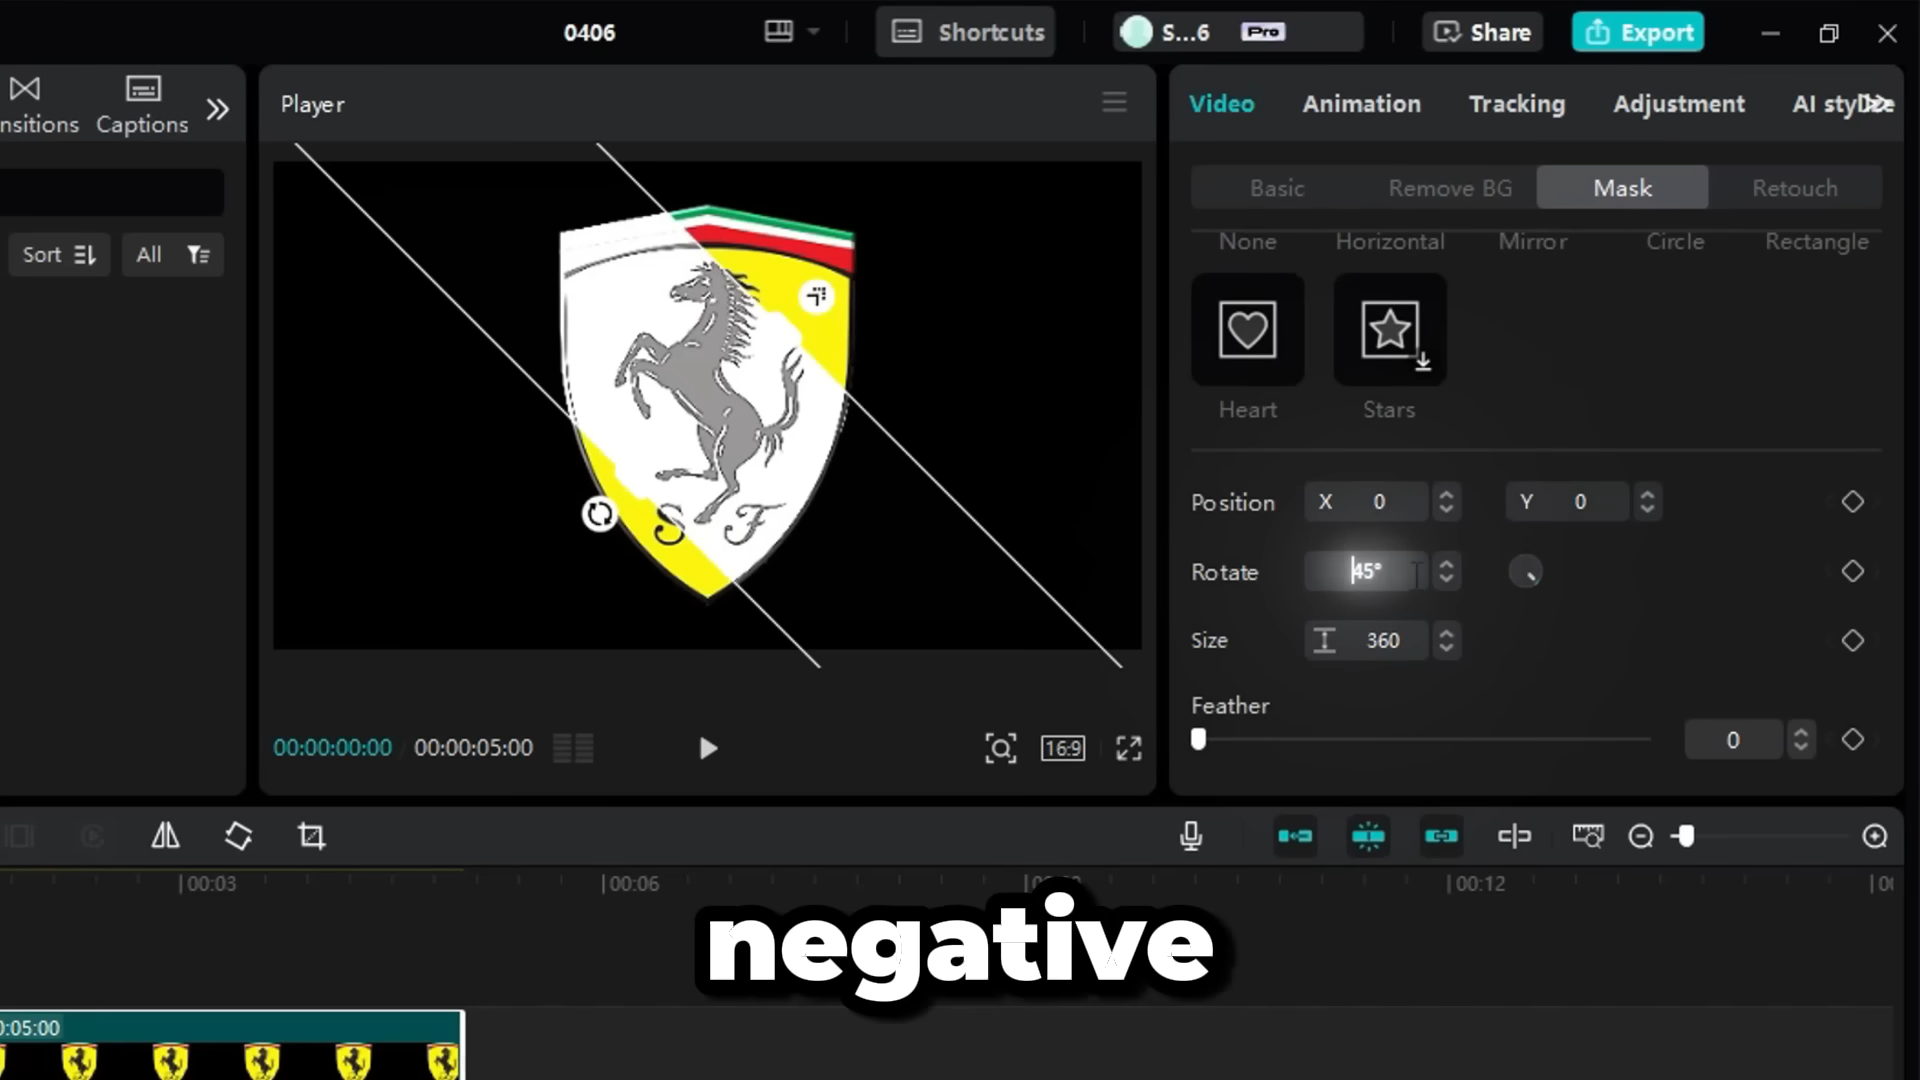 0406
Shortcuts
S...6
Pro
Share
Export
nsitions
Captions
Player
Video
Animation
Tracking
Adjustment
Basic
Remove BG
Mask
Retouch
None
Horizontal
Mirror
Circle
Rectangle
Sort
All
Heart
Stars
S F
Position
X 0
Y 0
Rotate
45°
Size
360
Feather
0
00:00:00:00 / 00:00:05:00
16:9
00:03
00:06
00:12
negative
0:05:00